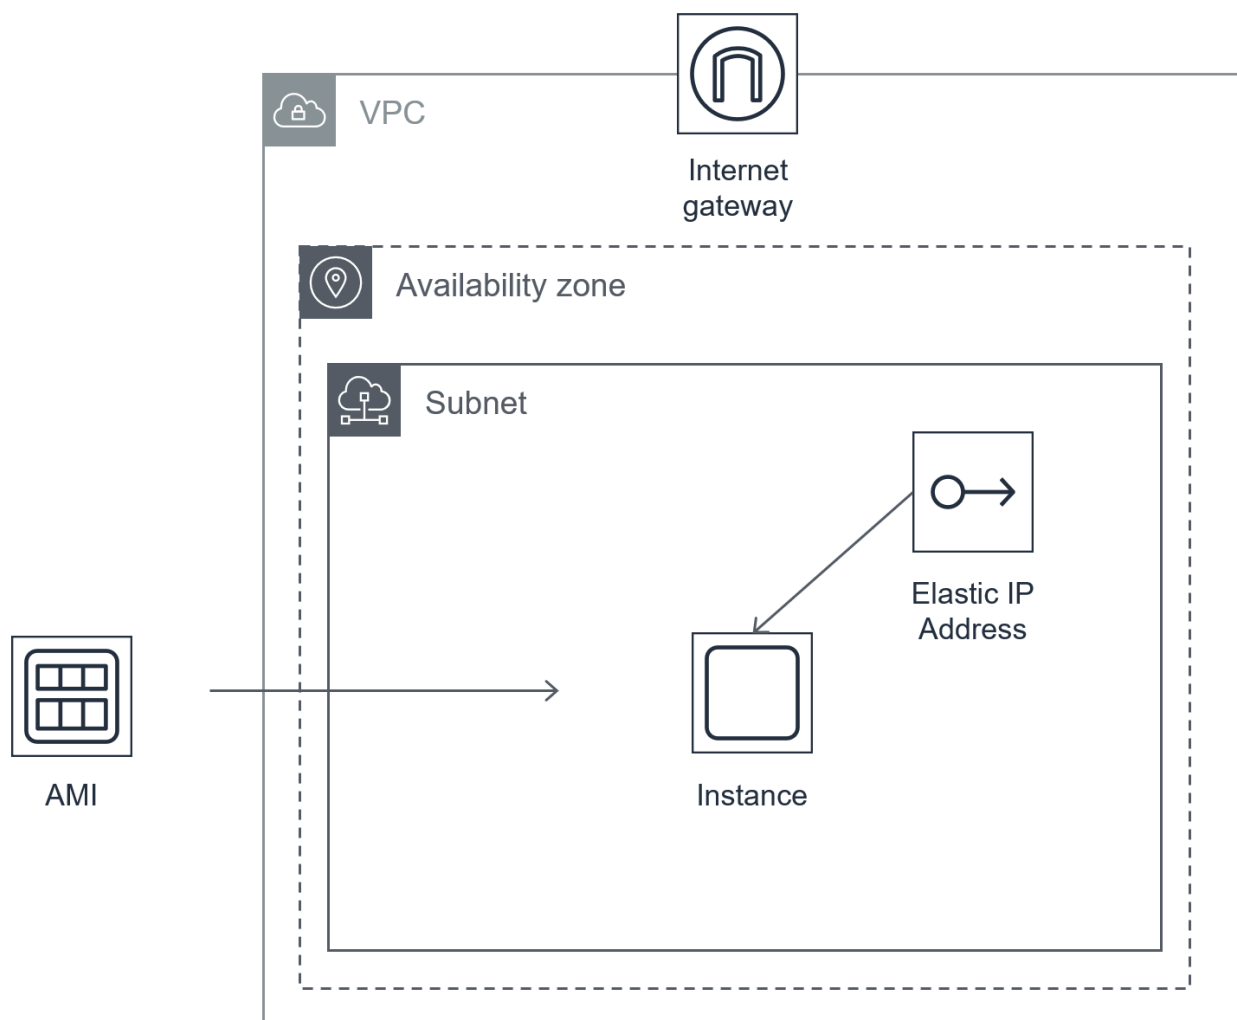 VPC
Internet
gateway
Availability zone
Subnet
Elastic IP
Address
AMI
Instance